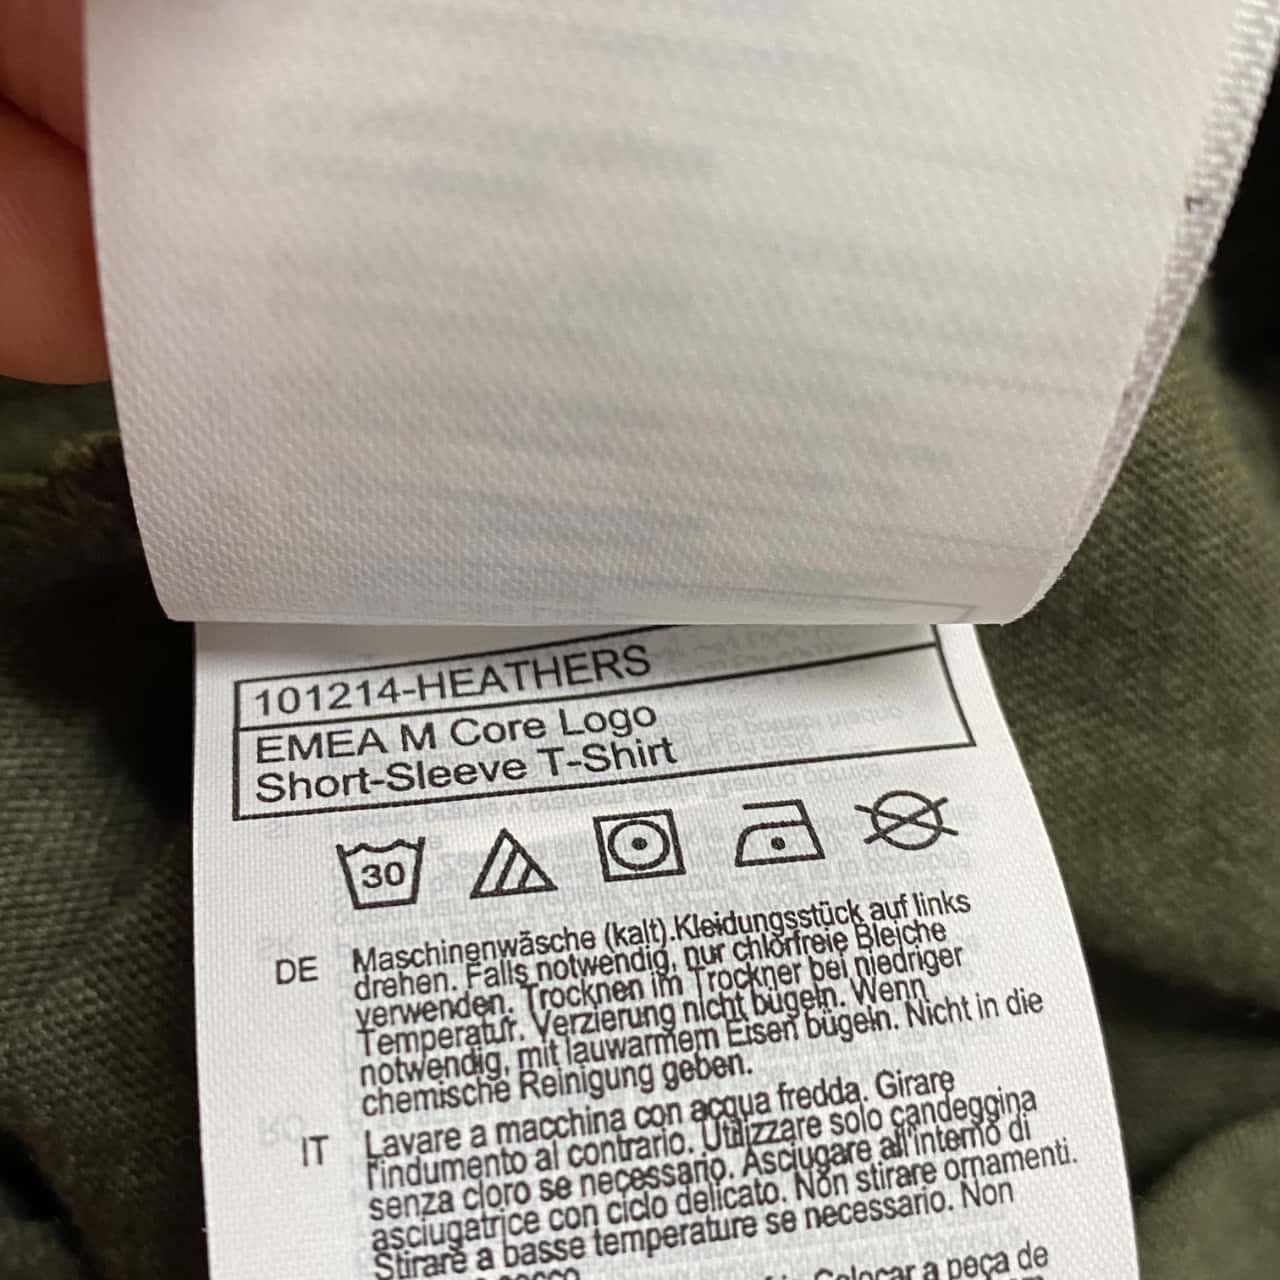 101214-HEATHERS
EMEA M Core Logo
Short-Sleeve T-Shirt
30
DE Maschinenwäsche (kalt).Kleidungsstück auf links
drehen. Falls notwendig, nur chlorfreie Bleiche
verwenden. Trocknen im Trockner bei niedriger
Temperatur. Verzierung nicht bügeln. Wenn
notwendig, mit lauwarmem Eisen bügeln. Nicht in die
chemische Reinigung geben.
IT Lavare a macchina con acqua fredda. Girare
l'indumento al contrario. Utilizzare solo candeggina
senza cloro se necessario. Asciugare all'interno di
asciugatrice con ciclo delicato. Non stirare ornamenti.
Stirare a basse temperature se necessario. Non
Colocar a peça de